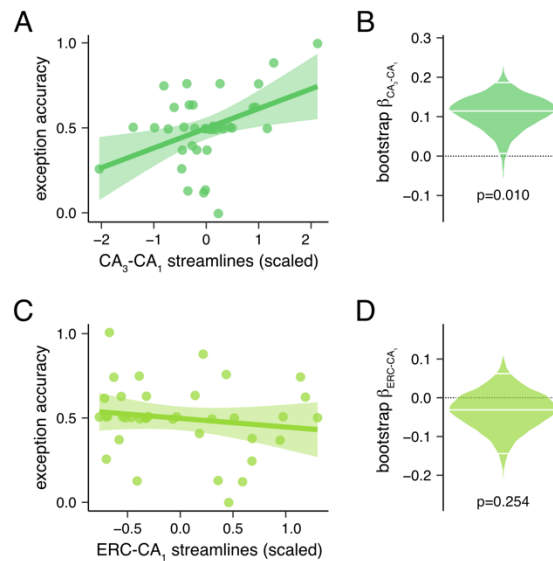 A
exception accuracy
1.0
0.5
0.0
−2 −1 0 1 2
CA₃-CA₁ streamlines (scaled)
B
bootstrap β_CA₃-CA₁
0.3
0.2
0.1
0.0
−0.1
p=0.010
C
exception accuracy
1.0
0.5
0.0
−0.5 0.0 0.5 1.0
ERC-CA₁ streamlines (scaled)
D
bootstrap β_ERC-CA₁
0.1
0.0
−0.1
−0.2
p=0.254